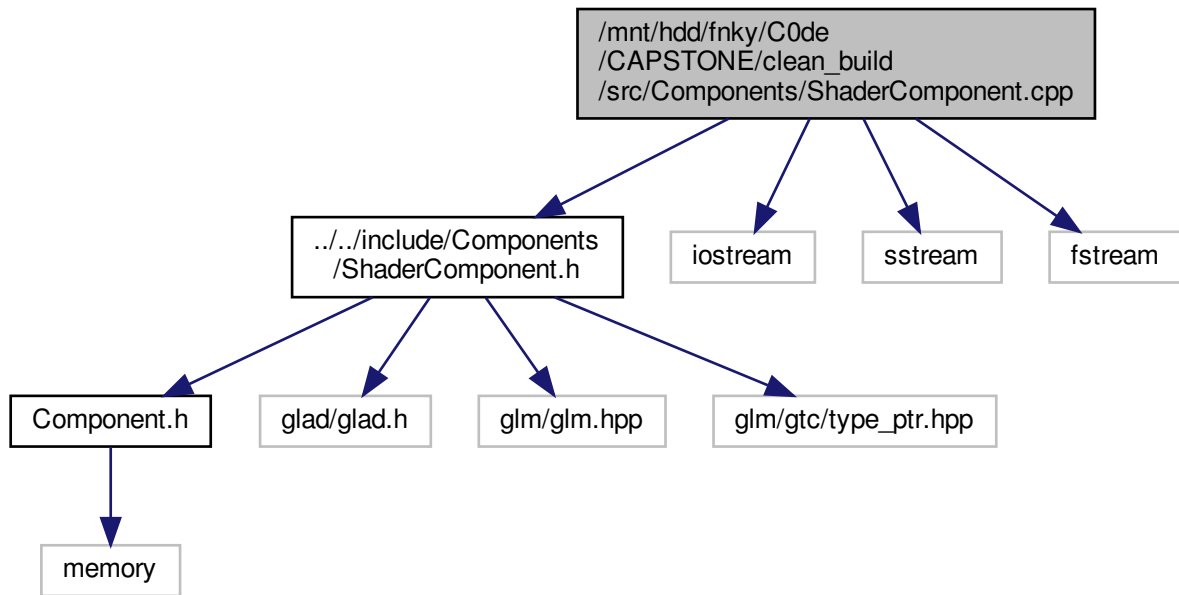 /mnt/hdd/fnky/C0de
/CAPSTONE/clean_build
/src/Components/ShaderComponent.cpp
../../include/Components
/ShaderComponent.h
iostream
sstream
fstream
Component.h
glad/glad.h
glm/glm.hpp
glm/gtc/type_ptr.hpp
memory